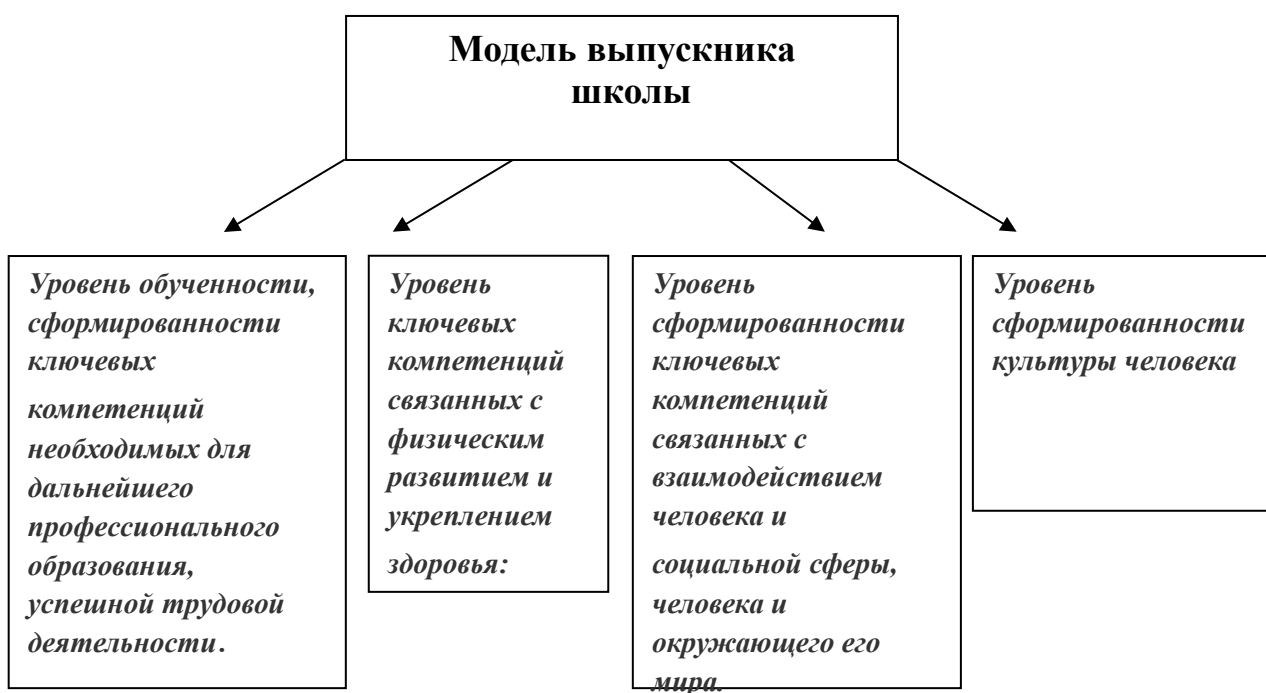 Модель выпускника
школы
Уровень обученности,
сформированности
ключевых
компетенций
необходимых для
дальнейшего
профессионального
образования,
успешной трудовой
деятельности.
Уровень
ключевых
компетенций
связанных с
физическим
развитием и
укреплением
здоровья:
Уровень
сформированности
ключевых
компетенций
связанных с
взаимодействием
человека и
социальной сферы,
человека и
окружающего его
мира.
Уровень
сформированности
культуры человека